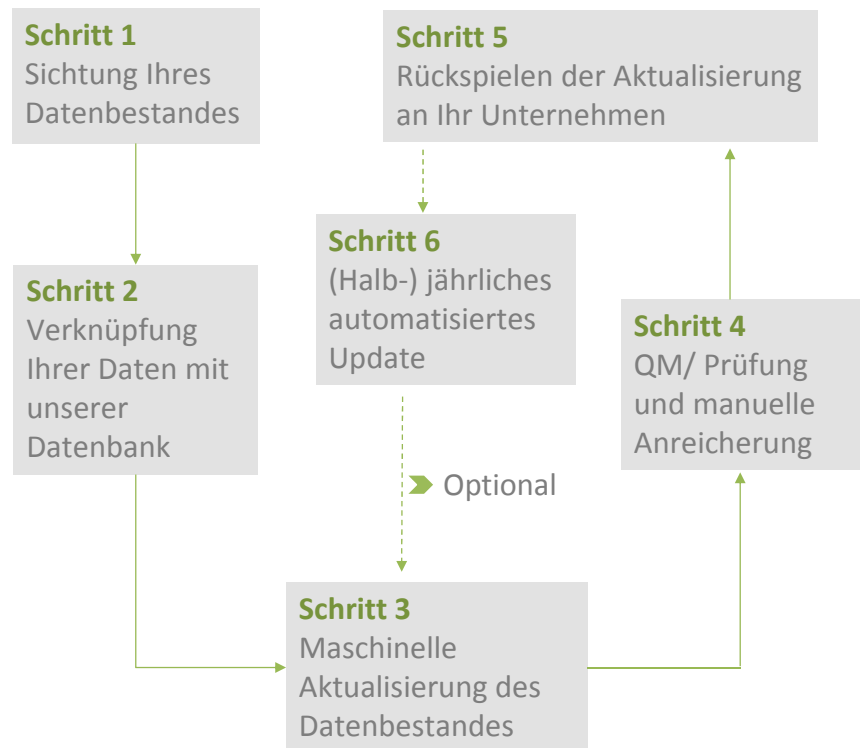 Schritt 1
Sichtung Ihres
Datenbestandes
Schritt 2
Verknüpfung
Ihrer Daten mit
unserer
Datenbank
Schritt 3
Maschinelle
Aktualisierung des
Datenbestandes
Schritt 4
QM/ Prüfung
und manuelle
Anreicherung
Schritt 5
Rückspielen der Aktualisierung
an Ihr Unternehmen
Schritt 6
(Halb-) jährliches
automatisiertes
Update
Optional